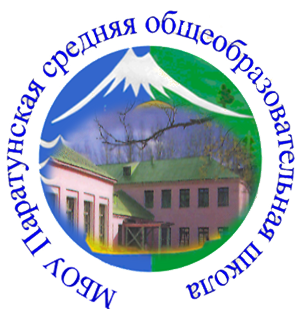 МБОУ Паратунская средняя общеобразовательная школа